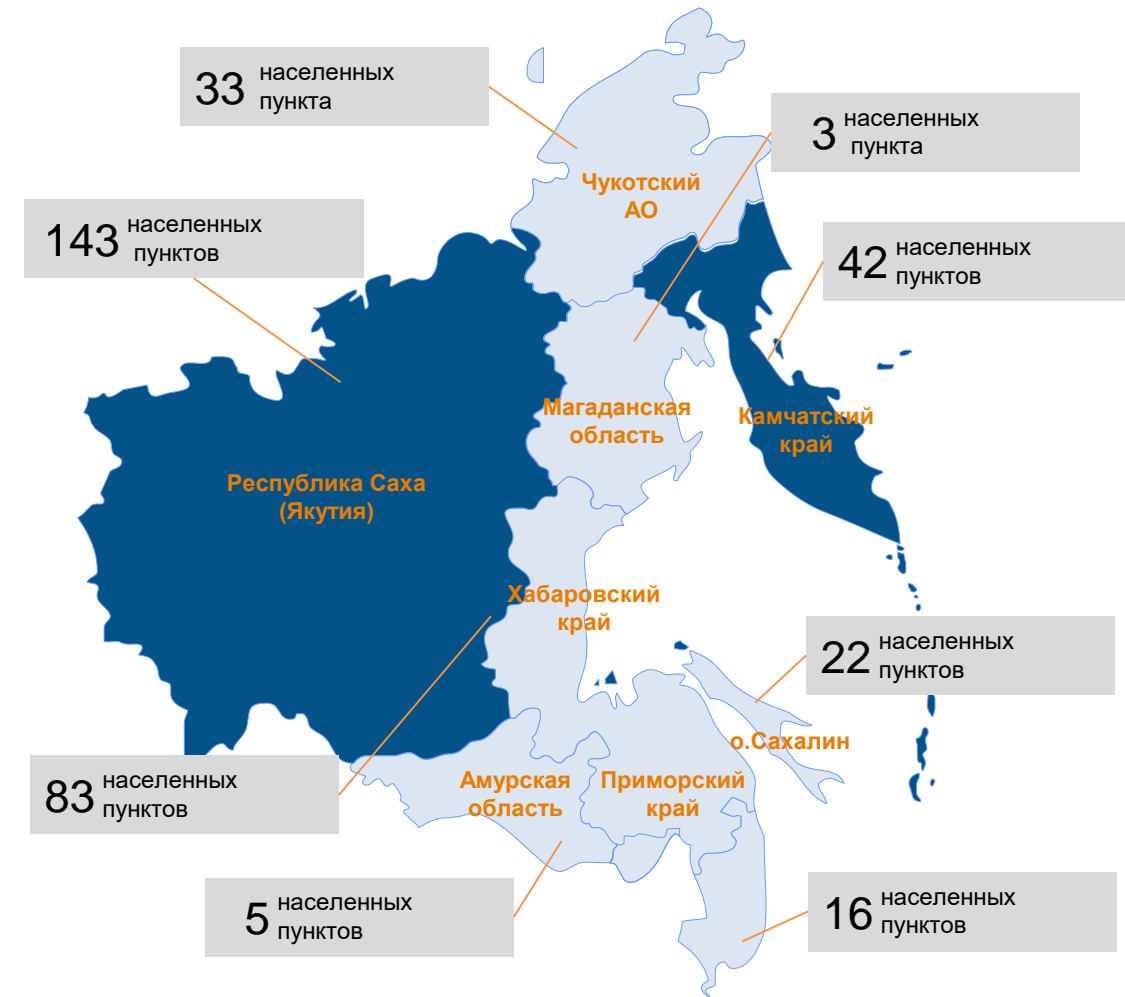 33 населенных
пункта
3 населенных
пункта
Чукотский
АО
143 населенных
пунктов
42 населенных
пунктов
Магаданская
область
Камчатский
край
Республика Саха
(Якутия)
Хабаровский
край
22 населенных
пунктов
о.Сахалин
83 населенных
пунктов
Амурская
область
Приморский
край
5 населенных
пунктов
16 населенных
пунктов